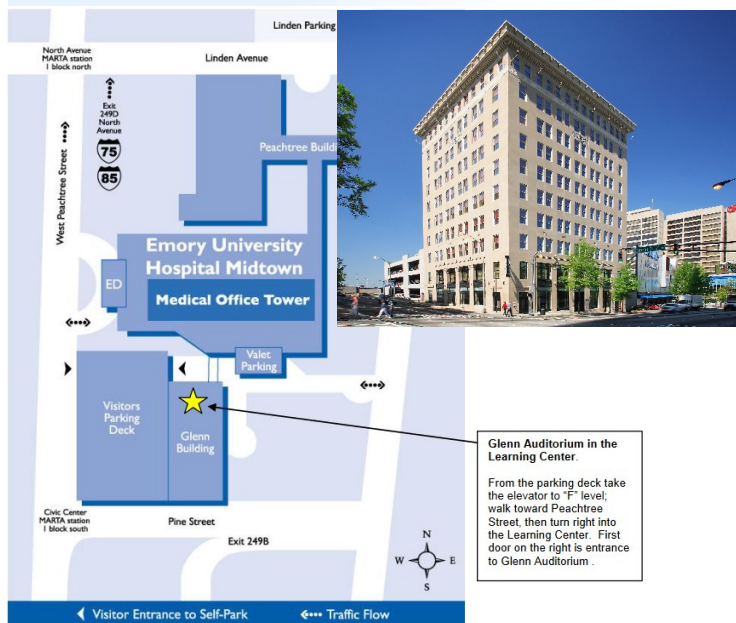 Linden Parking
North Avenue
MARTA station
1 block north
Linden Avenue
Exit
249D
North
Avenue
75
85
West Peachtree Street
Emory University
Hospital Midtown
Medical Office Tower
ED
Valet
Parking
Visitors
Parking
Deck
Glenn
Building
Glenn Auditorium in the
Learning Center.
From the parking deck take
the elevator to "F" level;
walk toward Peachtree
Street, then turn right into
the Learning Center. First
door on the right is entrance
to Glenn Auditorium .
Civic Center
MARTA station
1 block south
Pine Street
Exit 249B
N
W
E
S
Visitor Entrance to Self-Park
Traffic Flow